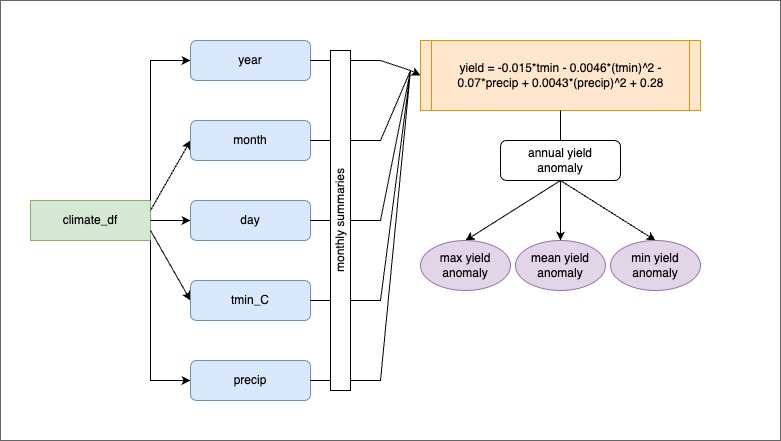 climate_df
year
month
day
tmin_C
precip
monthly summaries
yield = -0.015*tmin - 0.0046*(tmin)^2 -
0.07*precip + 0.0043*(precip)^2 + 0.28
annual yield
anomaly
max yield
anomaly
mean yield
anomaly
min yield
anomaly